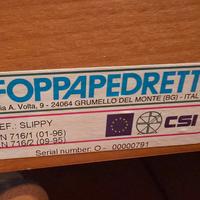 FOPPAPEDRETT
ia A. Volta, 9 - 24064 GRUMELLO DEL MONTE (BG) - ITAL
EF.: SLIPPY
N 716/1 (01-96)
N 716/2 (09-95)
CSI
Serial number: O - 00000791